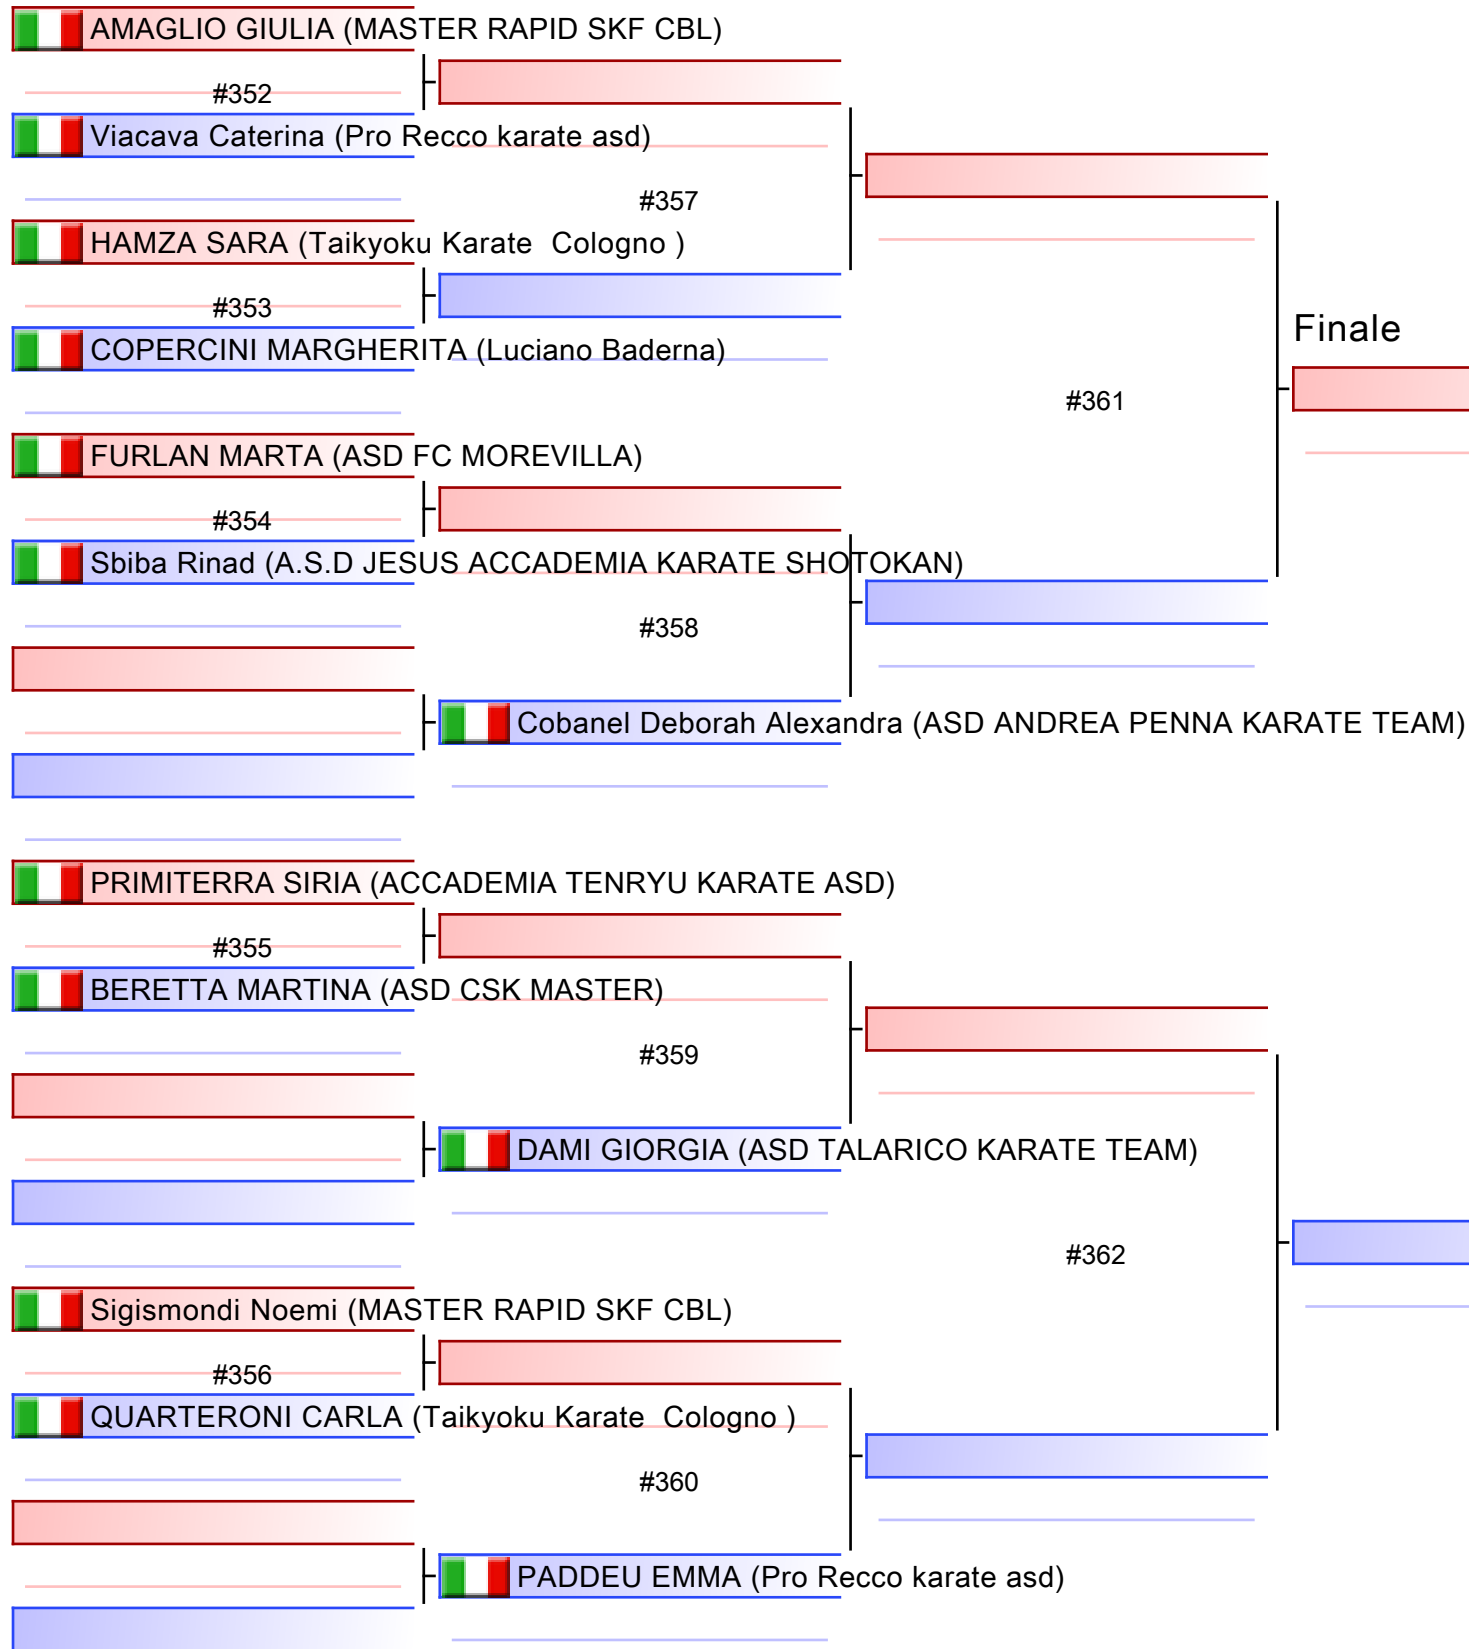 AMAGLIO GIULIA (MASTER RAPID SKF CBL)
#352
Viacava Caterina (Pro Recco karate asd)
#357
HAMZA SARA (Taikyoku Karate  Cologno )
#353
COPERCINI MARGHERITA (Luciano Baderna)
Finale
#361
FURLAN MARTA (ASD FC MOREVILLA)
#354
Sbiba Rinad (A.S.D JESUS ACCADEMIA KARATE SHOTOKAN)
#358
Cobanel Deborah Alexandra (ASD ANDREA PENNA KARATE TEAM)
PRIMITERRA SIRIA (ACCADEMIA TENRYU KARATE ASD)
#355
BERETTA MARTINA (ASD CSK MASTER)
#359
DAMI GIORGIA (ASD TALARICO KARATE TEAM)
#362
Sigismondi Noemi (MASTER RAPID SKF CBL)
#356
QUARTERONI CARLA (Taikyoku Karate  Cologno )
#360
PADDEU EMMA (Pro Recco karate asd)